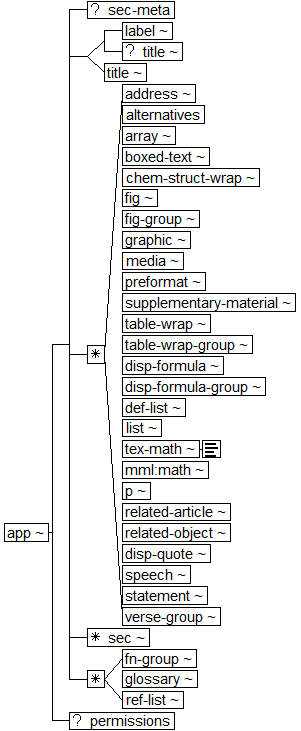 ? sec-meta
label ~
? title ~
title ~
address ~
alternatives
array ~
boxed-text ~
chem-struct-wrap ~
fig ~
fig-group ~
graphic ~
media ~
preformat ~
supplementary-material ~
table-wrap ~
table-wrap-group ~
disp-formula ~
disp-formula-group ~
def-list ~
list ~
tex-math ~
mml:math ~
p ~
related-article ~
related-object ~
disp-quote ~
speech ~
statement ~
verse-group ~
*
app ~
* sec ~
fn-group ~
* glossary ~
ref-list ~
? permissions